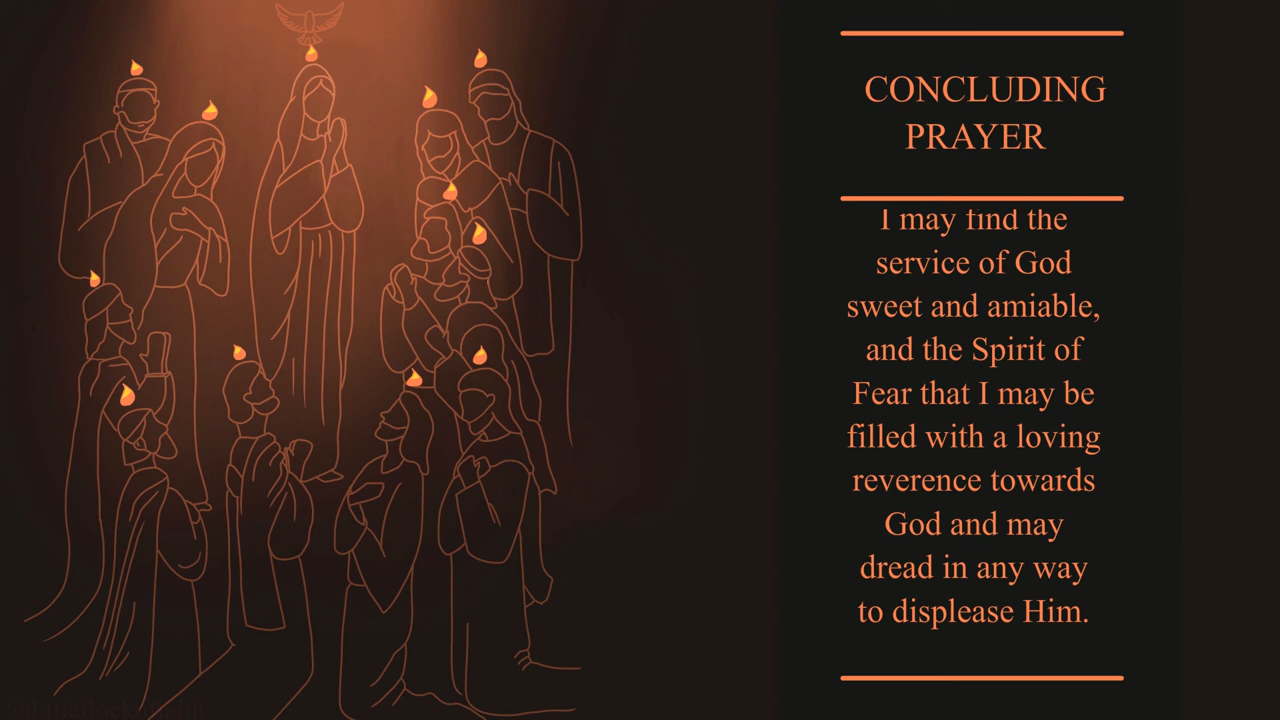 CONCLUDING
PRAYER
I may find the
service of God
sweet and amiable,
and the Spirit of
Fear that I may be
filled with a loving
reverence towards
God and may
dread in any way
to displease Him.